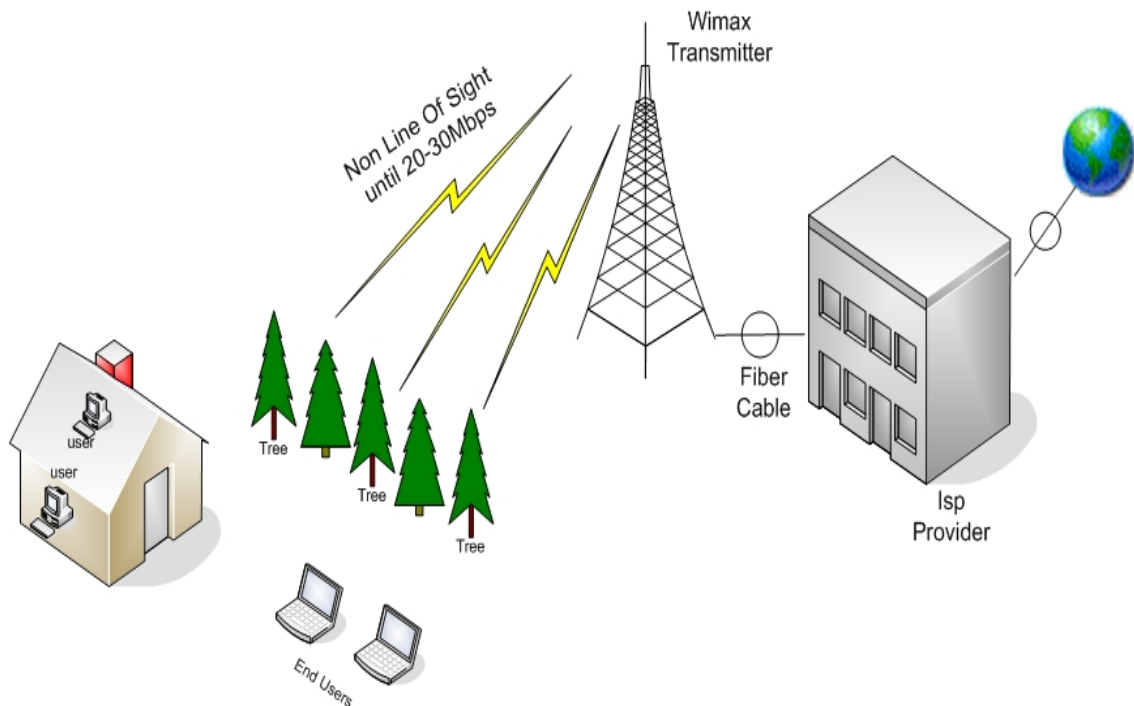 Wimax
Transmitter
Non Line Of Sight
until 20-30Mbps
Fiber
Cable
Isp
Provider
user
user
Tree
Tree
Tree
End Users